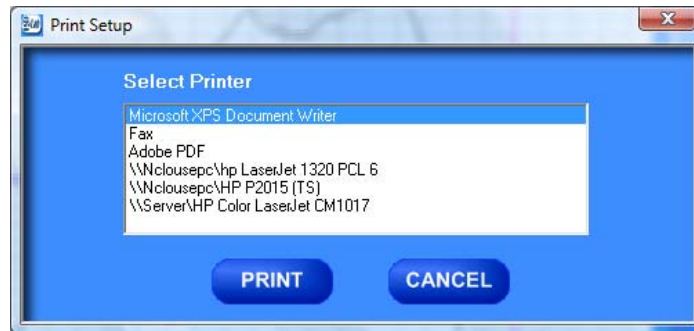 Print Setup
Select Printer
Microsoft XPS Document Writer
Fax
Adobe PDF
\\Nclousepc\hp LaserJet 1320 PCL 6
\\Nclousepc\HP P2015 (TS)
\\Server\HP Color LaserJet CM1017
PRINT CANCEL